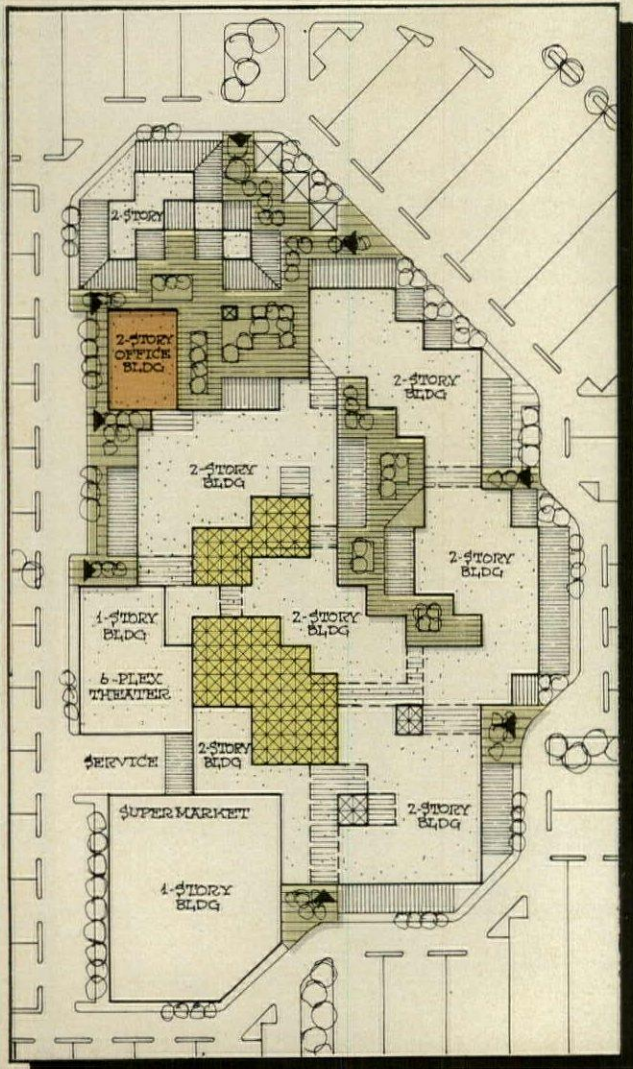 2-STORY
2-STORY
OFFICE
BLDG
2-STORY
BLDG
2-STORY
BLDG
2-STORY
BLDG
1-STORY
BLDG
2-STORY
BLDG
6-PLEX
THEATER
SERVICE
2-STORY
BLDG
SUPERMARKET
2-STORY
BLDG
1-STORY
BLDG